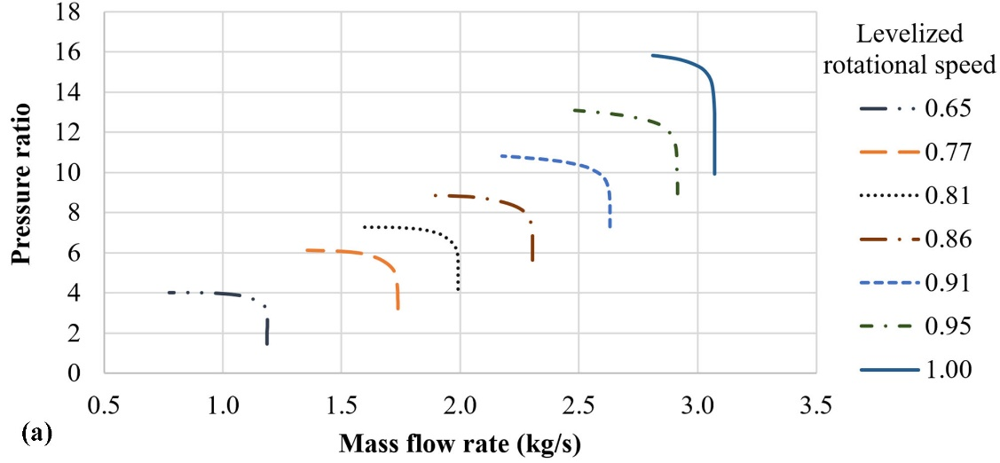 18
16
14
12
10
8
6
4
2
0
Pressure ratio
0.5 1.0 1.5 2.0 2.5 3.0 3.5
Mass flow rate (kg/s)
(a)
Levelized
rotational speed
0.65
0.77
0.81
0.86
0.91
0.95
1.00